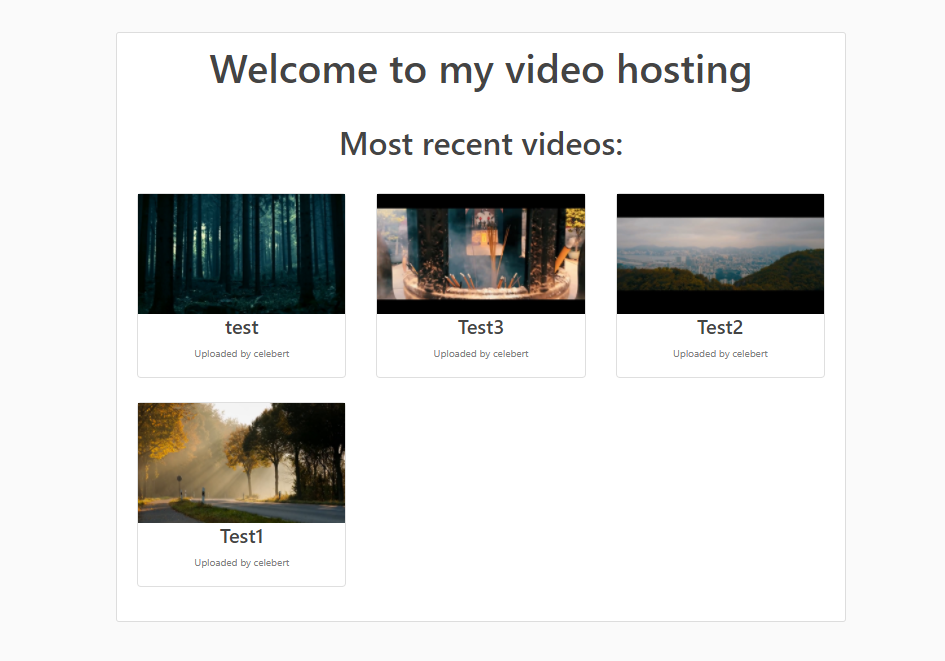 Welcome to my video hosting
Most recent videos:
test
Uploaded by celebert
Test3
Uploaded by celebert
Test2
Uploaded by celebert
Test1
Uploaded by celebert